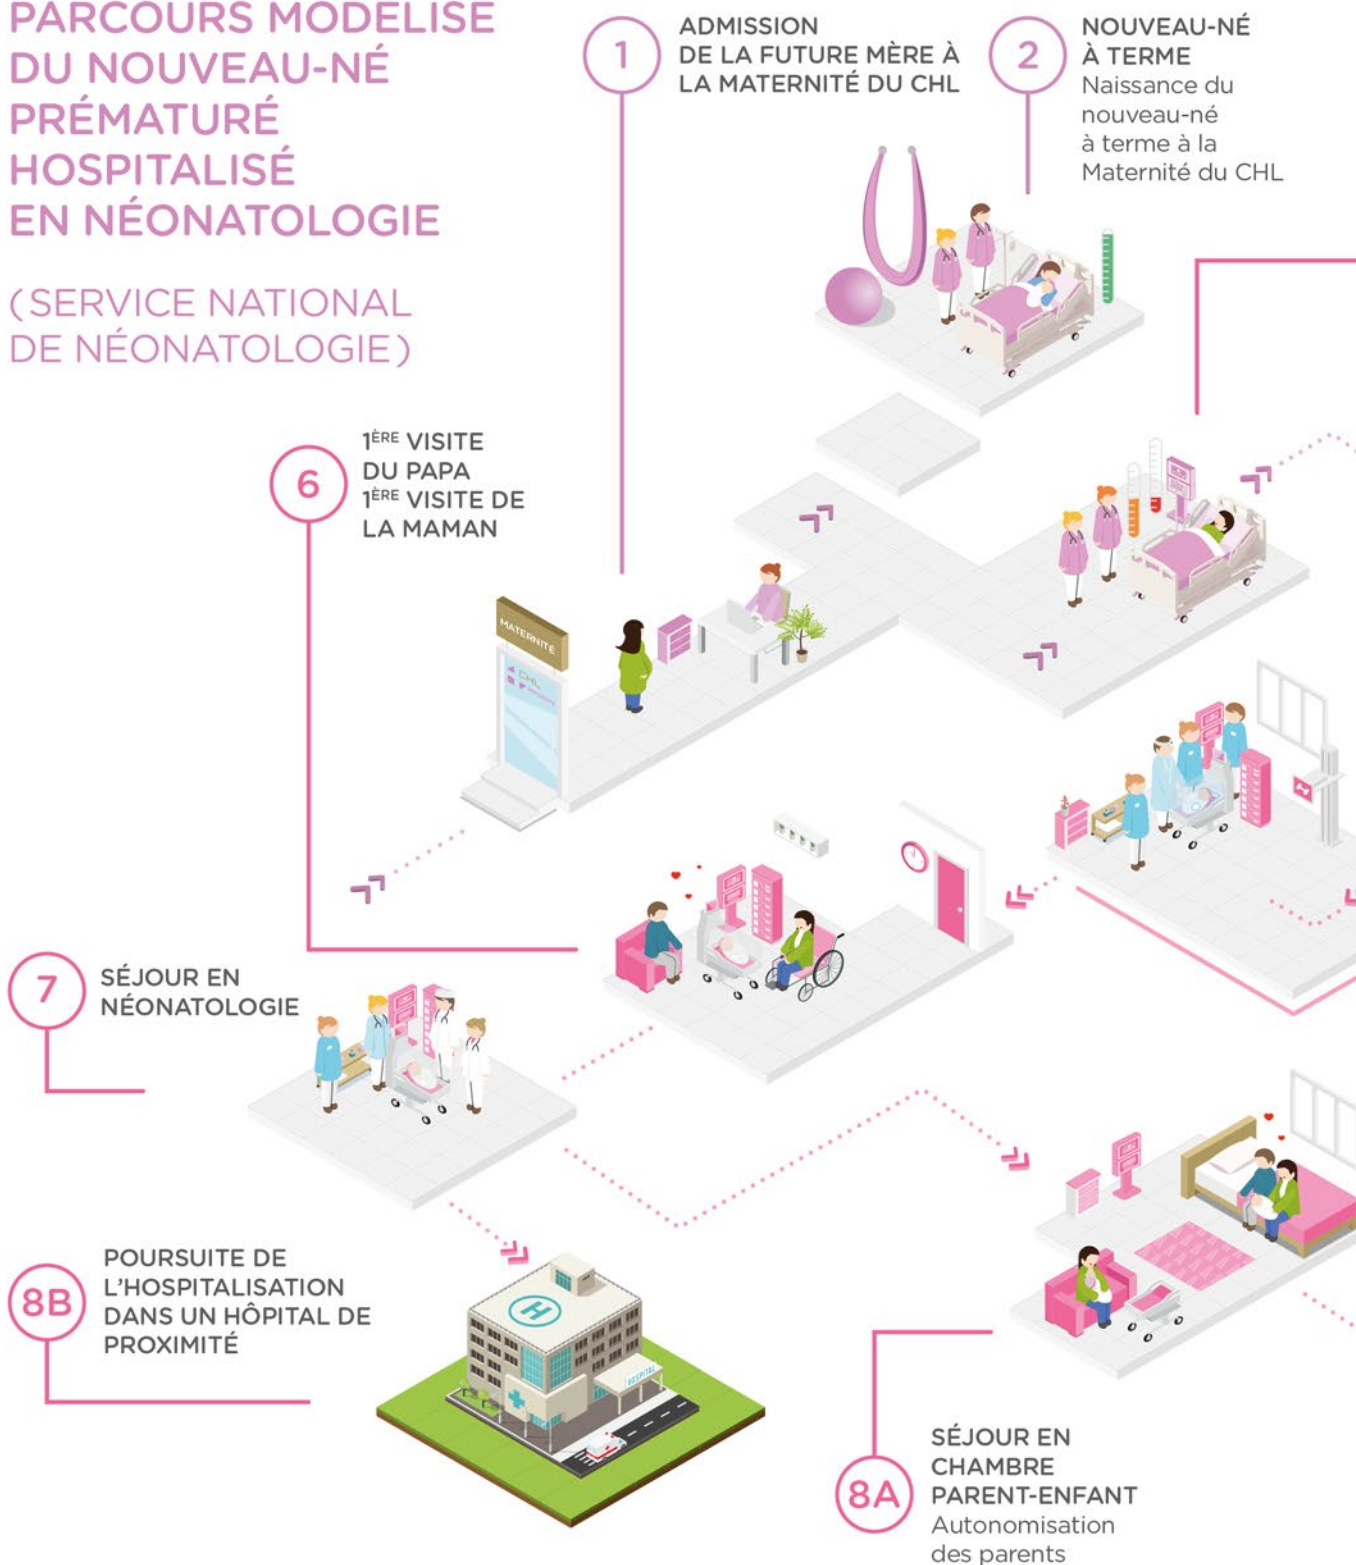 PARCOURS MODÉLISÉ
DU NOUVEAU-NÉ
PRÉMATURÉ
HOSPITALISÉ
EN NÉONATOLOGIE
(SERVICE NATIONAL
DE NÉONATOLOGIE)
1
ADMISSION
DE LA FUTURE MÈRE À
LA MATERNITÉ DU CHL
2
NOUVEAU-NÉ
À TERME
Naissance du
nouveau-né
à terme à la
Maternité du CHL
6
1ÈRE VISITE
DU PAPA
1ÈRE VISITE DE
LA MAMAN
MATERNITÉ
CHL
7
SÉJOUR EN
NÉONATOLOGIE
8B
POURSUITE DE
L'HOSPITALISATION
DANS UN HÔPITAL DE
PROXIMITÉ
H
HOSPITAL
8A
SÉJOUR EN
CHAMBRE
PARENT-ENFANT
Autonomisation
des parents